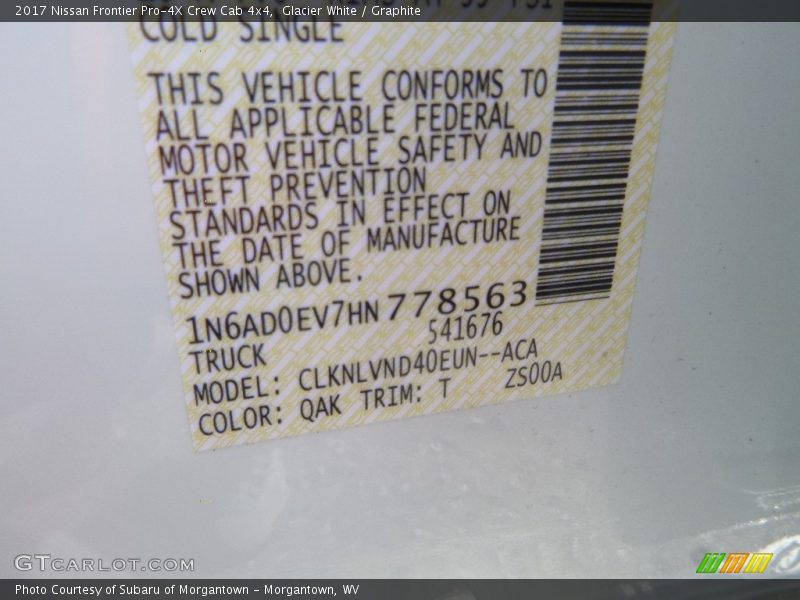 2017 Nissan Frontier Pro-4X Crew Cab 4x4, Glacier White / Graphite
COLD SINGLE
THIS VEHICLE CONFORMS TO
ALL APPLICABLE FEDERAL
MOTOR VEHICLE SAFETY AND
THEFT PREVENTION
STANDARDS IN EFFECT ON
THE DATE OF MANUFACTURE
SHOWN ABOVE.
1N6AD0EV7HN778563
TRUCK 541676
MODEL: CLKNLVND40EUN--ACA
COLOR: QAK TRIM: T ZS00A
GTCARLOT.COM
Photo Courtesy of Subaru of Morgantown - Morgantown, WV